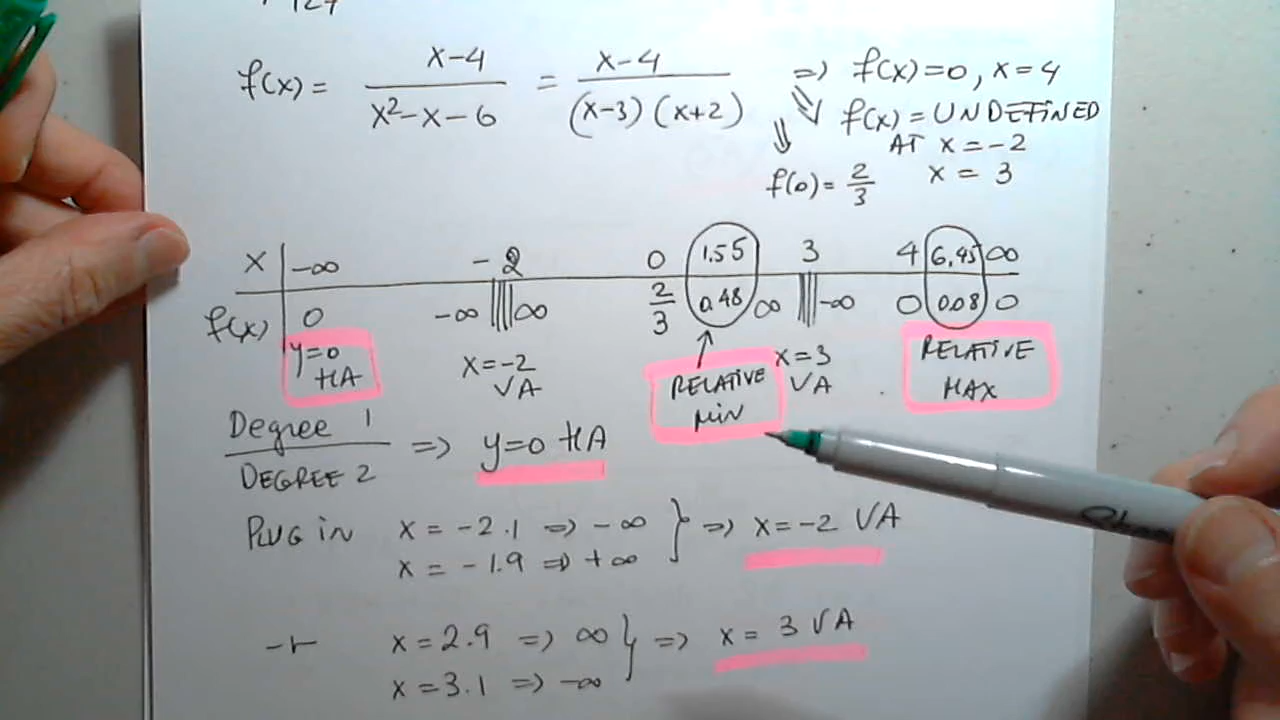 127
f(x) = x-4 / x²-x-6 = x-4 / (x-3)(x+2) => f(x)=0, x=4
f(x) = UNDEFINED
AT x=-2
x = 3
f(0) = 2/3
x | -∞ -2 0 1.55 3 4 6.45 ∞
f(x) | 0 -∞ |||| ∞ 2/3 0.48 ∞ ||| -∞ 0 0.08 0
y=0 HA
x=-2 VA
RELATIVE MIN
x=3 VA
RELATIVE MAX
Degree 1 / DEGREE 2 => y=0 HA
PLUG in x = -2.1 => -∞
x = -1.9 => +∞ } => x=-2 VA
x = 2.9 => ∞
x = 3.1 => -∞ } => x = 3 VA